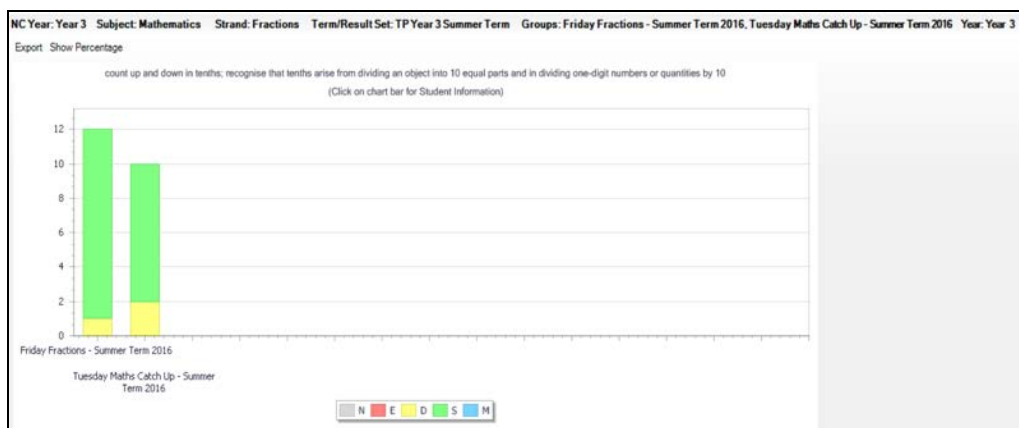 NC Year: Year 3 Subject: Mathematics Strand: Fractions Term/Result Set: TP Year 3 Summer Term Groups: Friday Fractions - Summer Term 2016, Tuesday Maths Catch Up - Summer Term 2016 Year: Year 3
Export Show Percentage
count up and down in tenths; recognise that tenths arise from dividing an object into 10 equal parts and in dividing one-digit numbers or quantities by 10
(Click on chart bar for Student Information)
12
10
8
6
4
2
0
Friday Fractions - Summer Term 2016
Tuesday Maths Catch Up - Summer
Term 2016
N E D S M